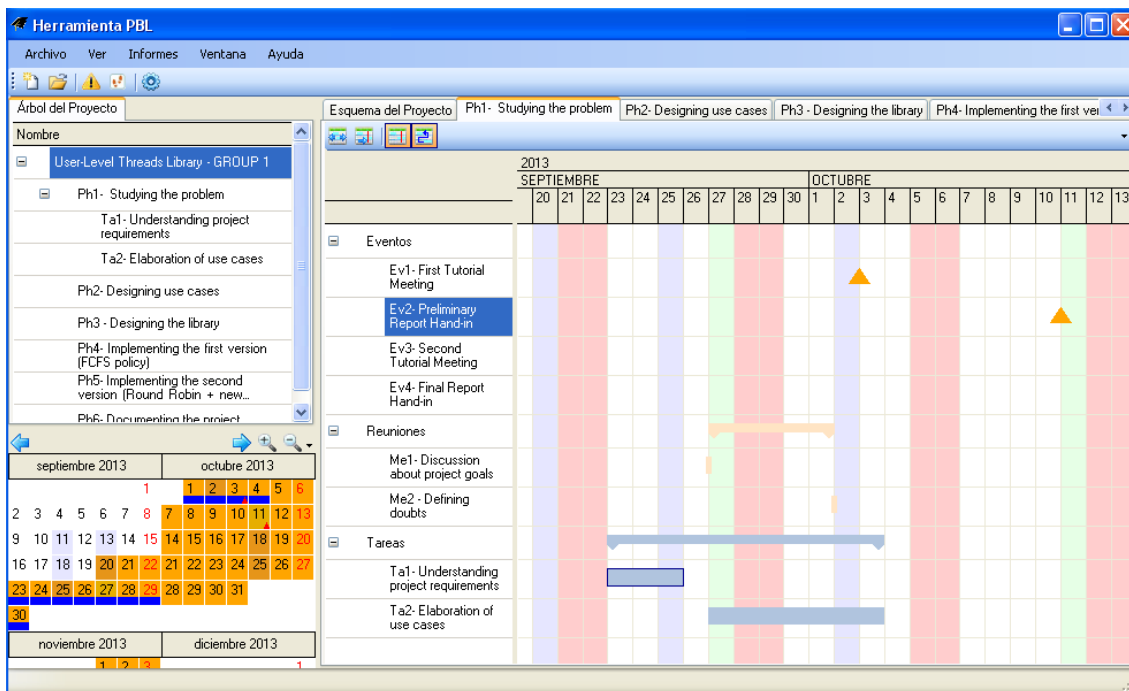 Herramienta PBL
Archivo Ver Informes Ventana Ayuda
Árbol del Proyecto
Nombre
User-Level Threads Library - GROUP 1
Ph1- Studying the problem
Ta1- Understanding project
requirements
Ta2- Elaboration of use cases
Ph2- Designing use cases
Ph3 - Designing the library
Ph4- Implementing the first version
(FCFS policy)
Ph5- Implementing the second
version (Round Robin + new...
Ph6- Documenting the project
septiembre 2013 octubre 2013
1 1 2 3 4 5 6
2 3 4 5 6 7 8 7 8 9 10 11 12 13
9 10 11 12 13 14 15 14 15 16 17 18 19 20
16 17 18 19 20 21 22 21 22 23 24 25 26 27
23 24 25 26 27 28 29 28 29 30 31
30
noviembre 2013 diciembre 2013
1 2 3 1
Esquema del Proyecto Ph1- Studying the problem Ph2- Designing use cases Ph3 - Designing the library Ph4- Implementing the first ver
2013
SEPTIEMBRE OCTUBRE
20 21 22 23 24 25 26 27 28 29 30 1 2 3 4 5 6 7 8 9 10 11 12 13
Eventos
Ev1- First Tutorial
Meeting
Ev2- Preliminary
Report Hand-in
Ev3- Second
Tutorial Meeting
Ev4- Final Report
Hand-in
Reuniones
Me1- Discussion
about project goals
Me2 - Defining
doubts
Tareas
Ta1- Understanding
project requirements
Ta2- Elaboration of
use cases